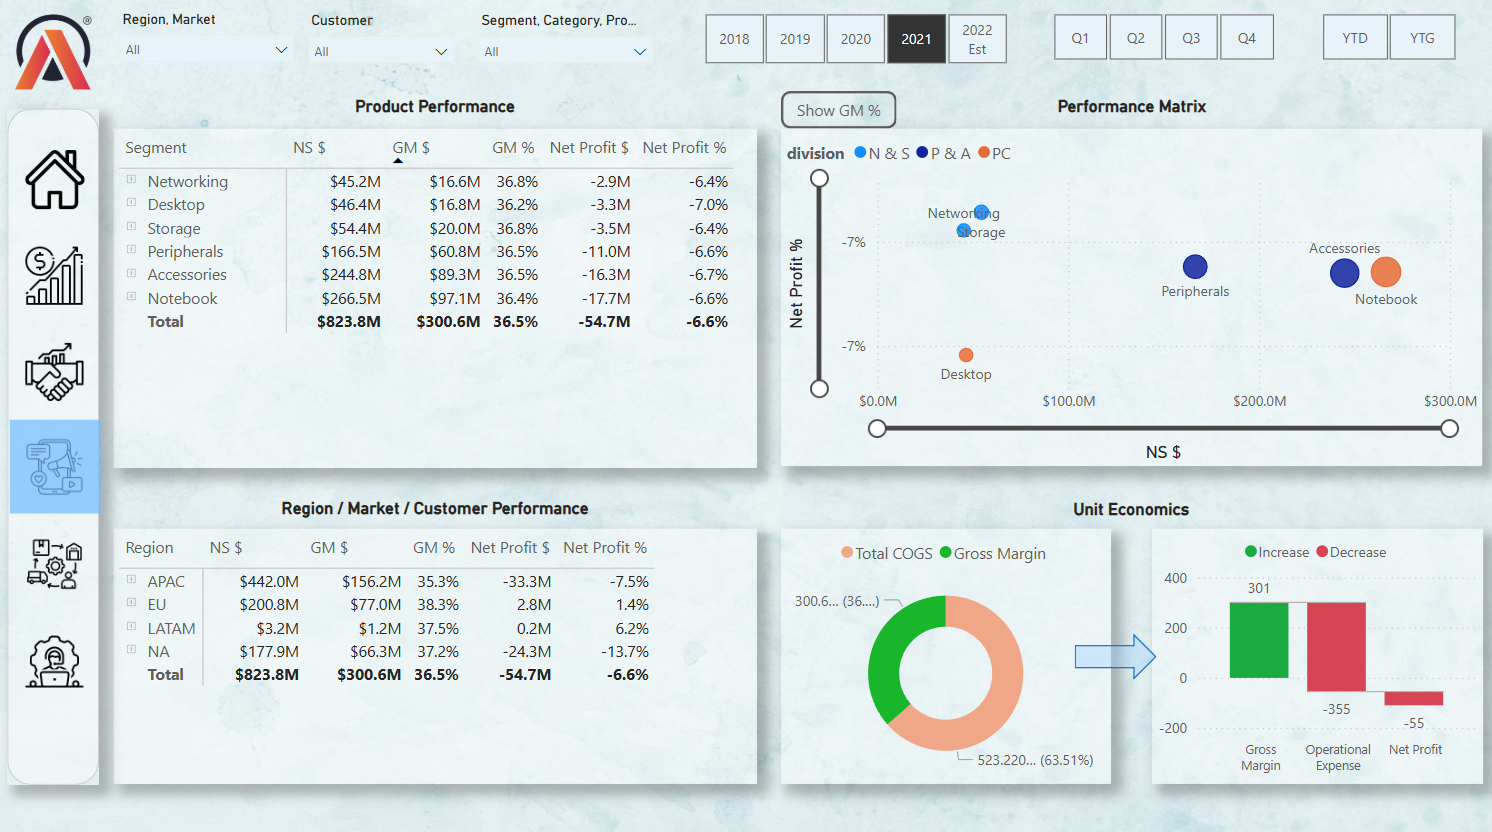 Region, Market
All
Customer
All
Segment, Category, Pro...
All
2018 2019 2020 2021 2022 Est
Q1 Q2 Q3 Q4
YTD YTG
®
Product Performance
Segment NS $ GM $ GM % Net Profit $ Net Profit %
Networking $45.2M $16.6M 36.8% -2.9M -6.4%
Desktop $46.4M $16.8M 36.2% -3.3M -7.0%
Storage $54.4M $20.0M 36.8% -3.5M -6.4%
Peripherals $166.5M $60.8M 36.5% -11.0M -6.6%
Accessories $244.8M $89.3M 36.5% -16.3M -6.7%
Notebook $266.5M $97.1M 36.4% -17.7M -6.6%
Total $823.8M $300.6M 36.5% -54.7M -6.6%
Show GM %
Performance Matrix
division N & S P & A PC
Net Profit %
-7%
-7%
Networking
Storage
Accessories
Peripherals
Notebook
Desktop
$0.0M $100.0M $200.0M $300.0M
NS $
Region / Market / Customer Performance
Region NS $ GM $ GM % Net Profit $ Net Profit %
APAC $442.0M $156.2M 35.3% -33.3M -7.5%
EU $200.8M $77.0M 38.3% 2.8M 1.4%
LATAM $3.2M $1.2M 37.5% 0.2M 6.2%
NA $177.9M $66.3M 37.2% -24.3M -13.7%
Total $823.8M $300.6M 36.5% -54.7M -6.6%
Unit Economics
Total COGS Gross Margin
300.6... (36....)
523.220... (63.51%)
Increase Decrease
400
200
0
-200
301
-355
-55
Gross Margin
Operational Expense
Net Profit